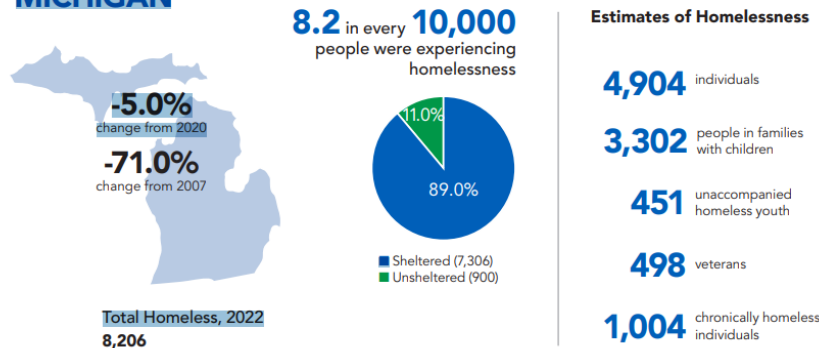 MICHIGAN
-5.0%
change from 2020
-71.0%
change from 2007
Total Homeless, 2022
8,206
8.2 in every 10,000
people were experiencing
homelessness
11.0%
89.0%
Sheltered (7,306)
Unsheltered (900)
Estimates of Homelessness
4,904 individuals
3,302 people in families
with children
451 unaccompanied
homeless youth
498 veterans
1,004 chronically homeless
individuals